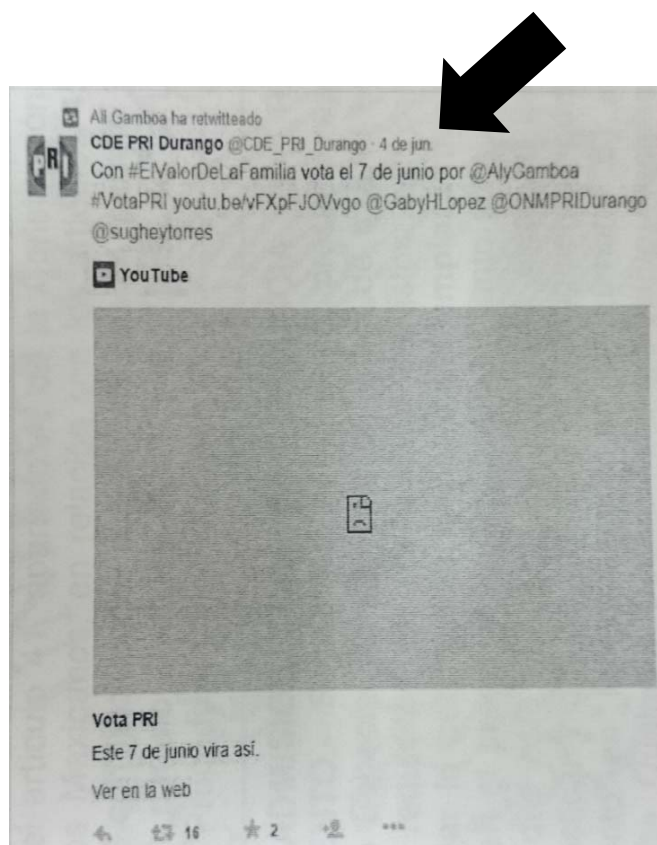 Ali Gamboa ha retwitteado
PRI
CDE PRI Durango @CDE_PRI_Durango · 4 de jun.
Con #ElValorDeLaFamilia vota el 7 de junio por @AlyGamboa
#VotaPRI youtu.be/vFXpFJOVvgo @GabyHLopez @ONMPRIDurango
@sugheytorres
YouTube
Vota PRI
Este 7 de junio vira así.
Ver en la web
16 2